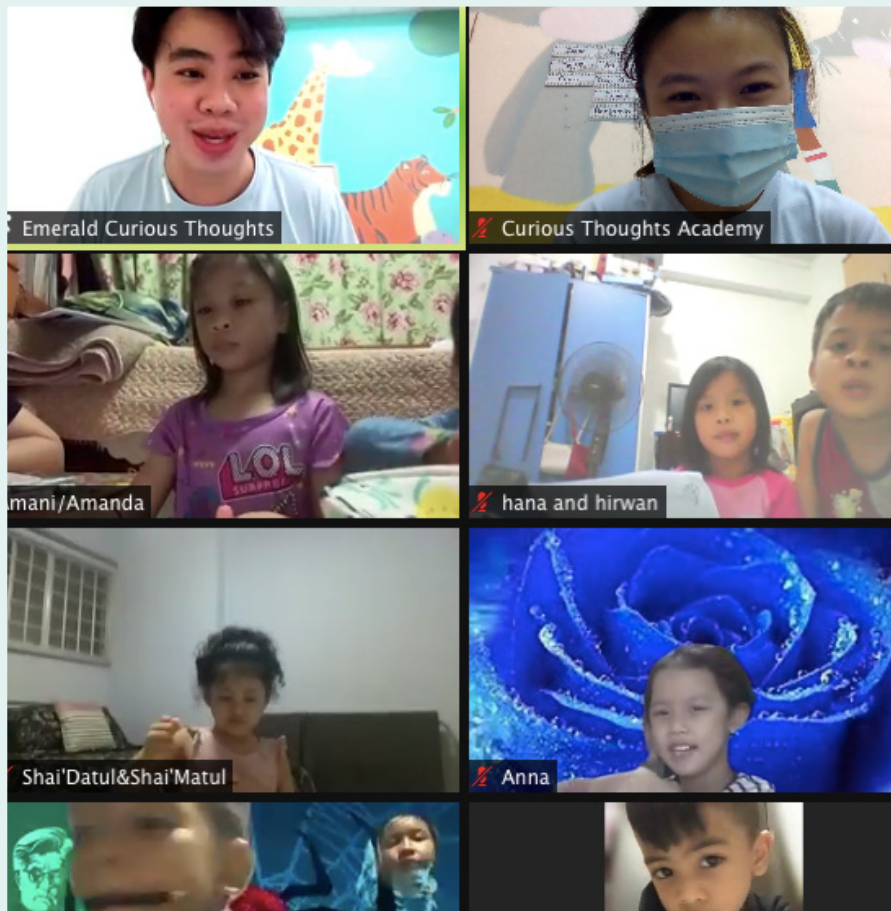 Emerald Curious Thoughts
Curious Thoughts Academy
LOL
SURPRISE!
mani/Amanda
hana and hirwan
Shai'Datul&Shai'Matul
Anna